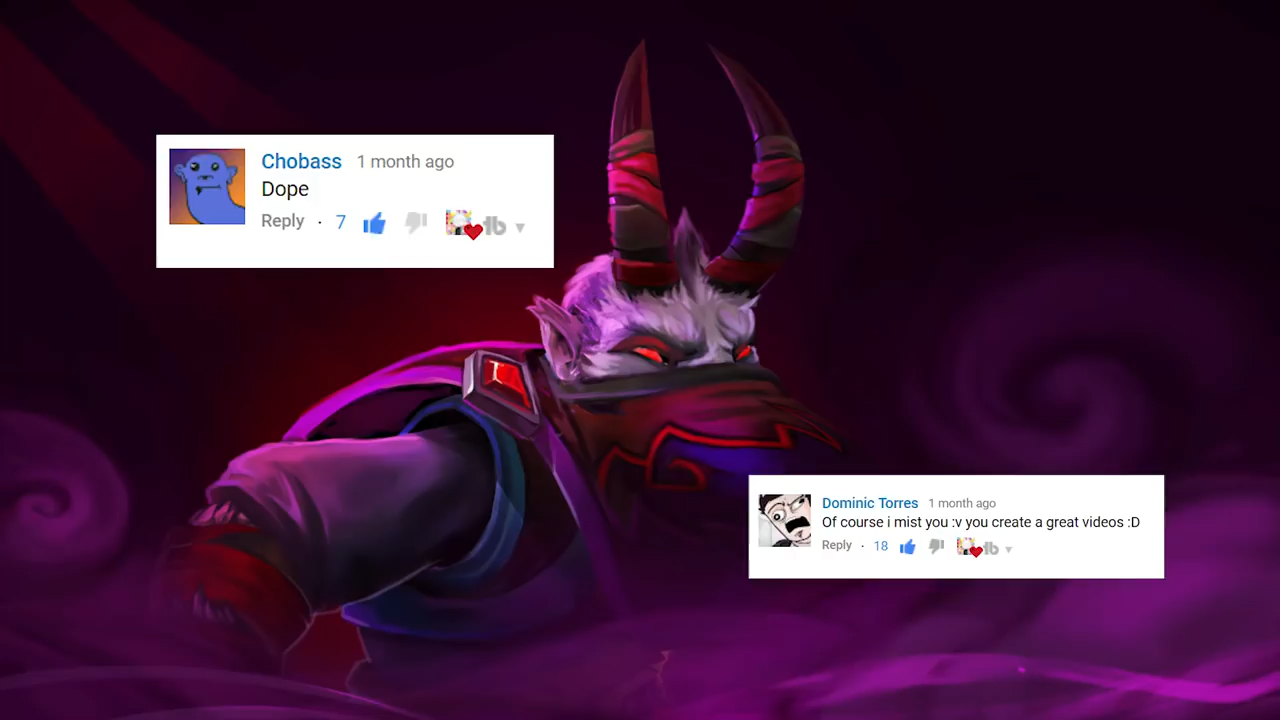 Chobass 1 month ago
Dope
Reply · 7
Dominic Torres 1 month ago
Of course i mist you :v you create a great videos :D
Reply · 18